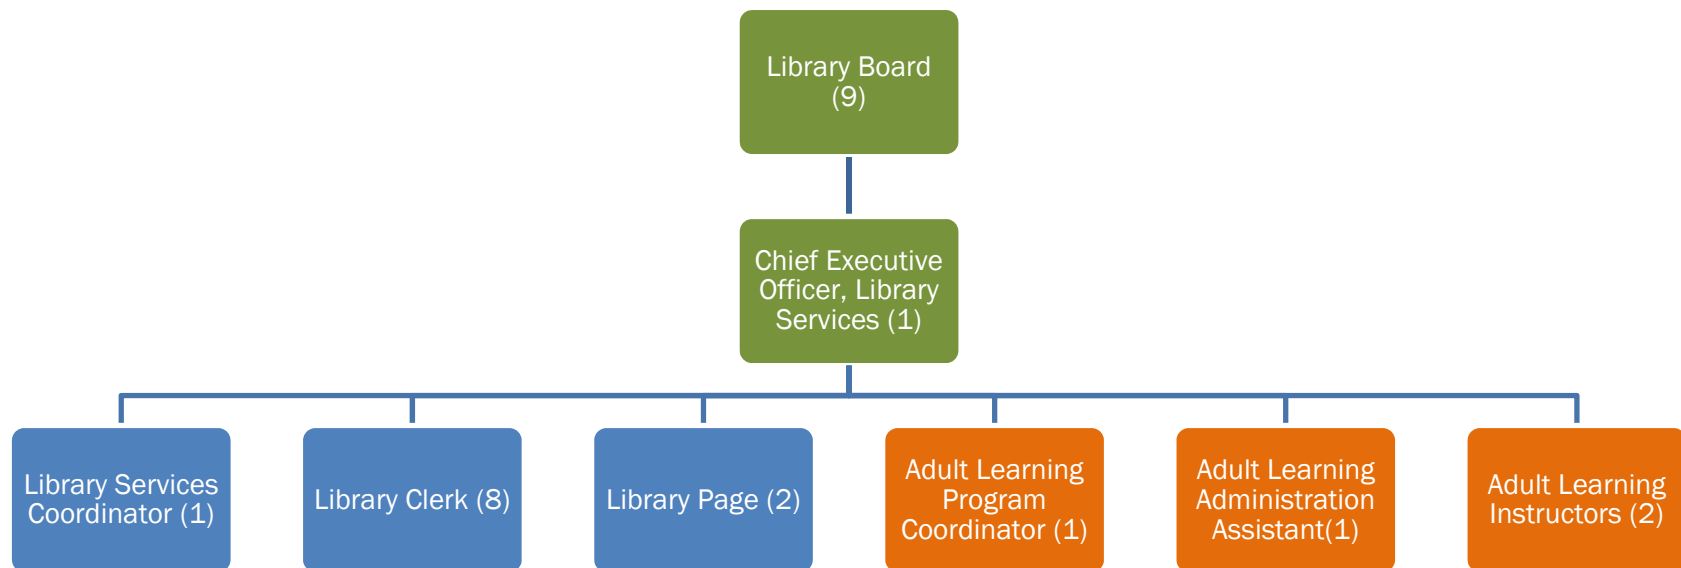 Library Board
(9)
Chief Executive
Officer, Library
Services (1)
Library Services
Coordinator (1)
Library Clerk (8)
Library Page (2)
Adult Learning
Program
Coordinator (1)
Adult Learning
Administration
Assistant(1)
Adult Learning
Instructors (2)